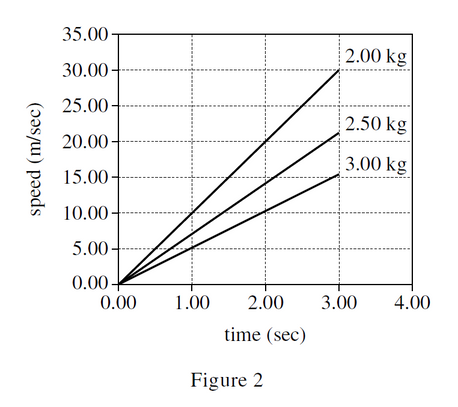 35.00
30.00
25.00
20.00
15.00
10.00
5.00
0.00
speed (m/sec)
2.00 kg
2.50 kg
3.00 kg
0.00 1.00 2.00 3.00 4.00
time (sec)
Figure 2